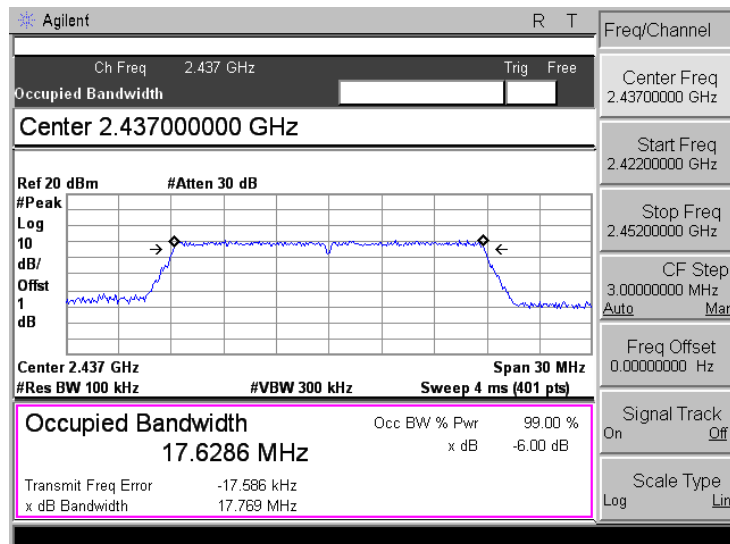 Agilent
R T
Ch Freq 2.437 GHz
Trig Free
Occupied Bandwidth
Center 2.437000000 GHz
Ref 20 dBm #Atten 30 dB
#Peak
Log
10
dB/
Offst
1
dB
Center 2.437 GHz Span 30 MHz
#Res BW 100 kHz #VBW 300 kHz Sweep 4 ms (401 pts)
Occupied Bandwidth
17.6286 MHz
Occ BW % Pwr 99.00 %
x dB -6.00 dB
Transmit Freq Error -17.586 kHz
x dB Bandwidth 17.769 MHz
Freq/Channel
Center Freq
2.43700000 GHz
Start Freq
2.42200000 GHz
Stop Freq
2.45200000 GHz
CF Step
3.00000000 MHz
Auto Mar
Freq Offset
0.00000000 Hz
Signal Track
On Off
Scale Type
Log Lin